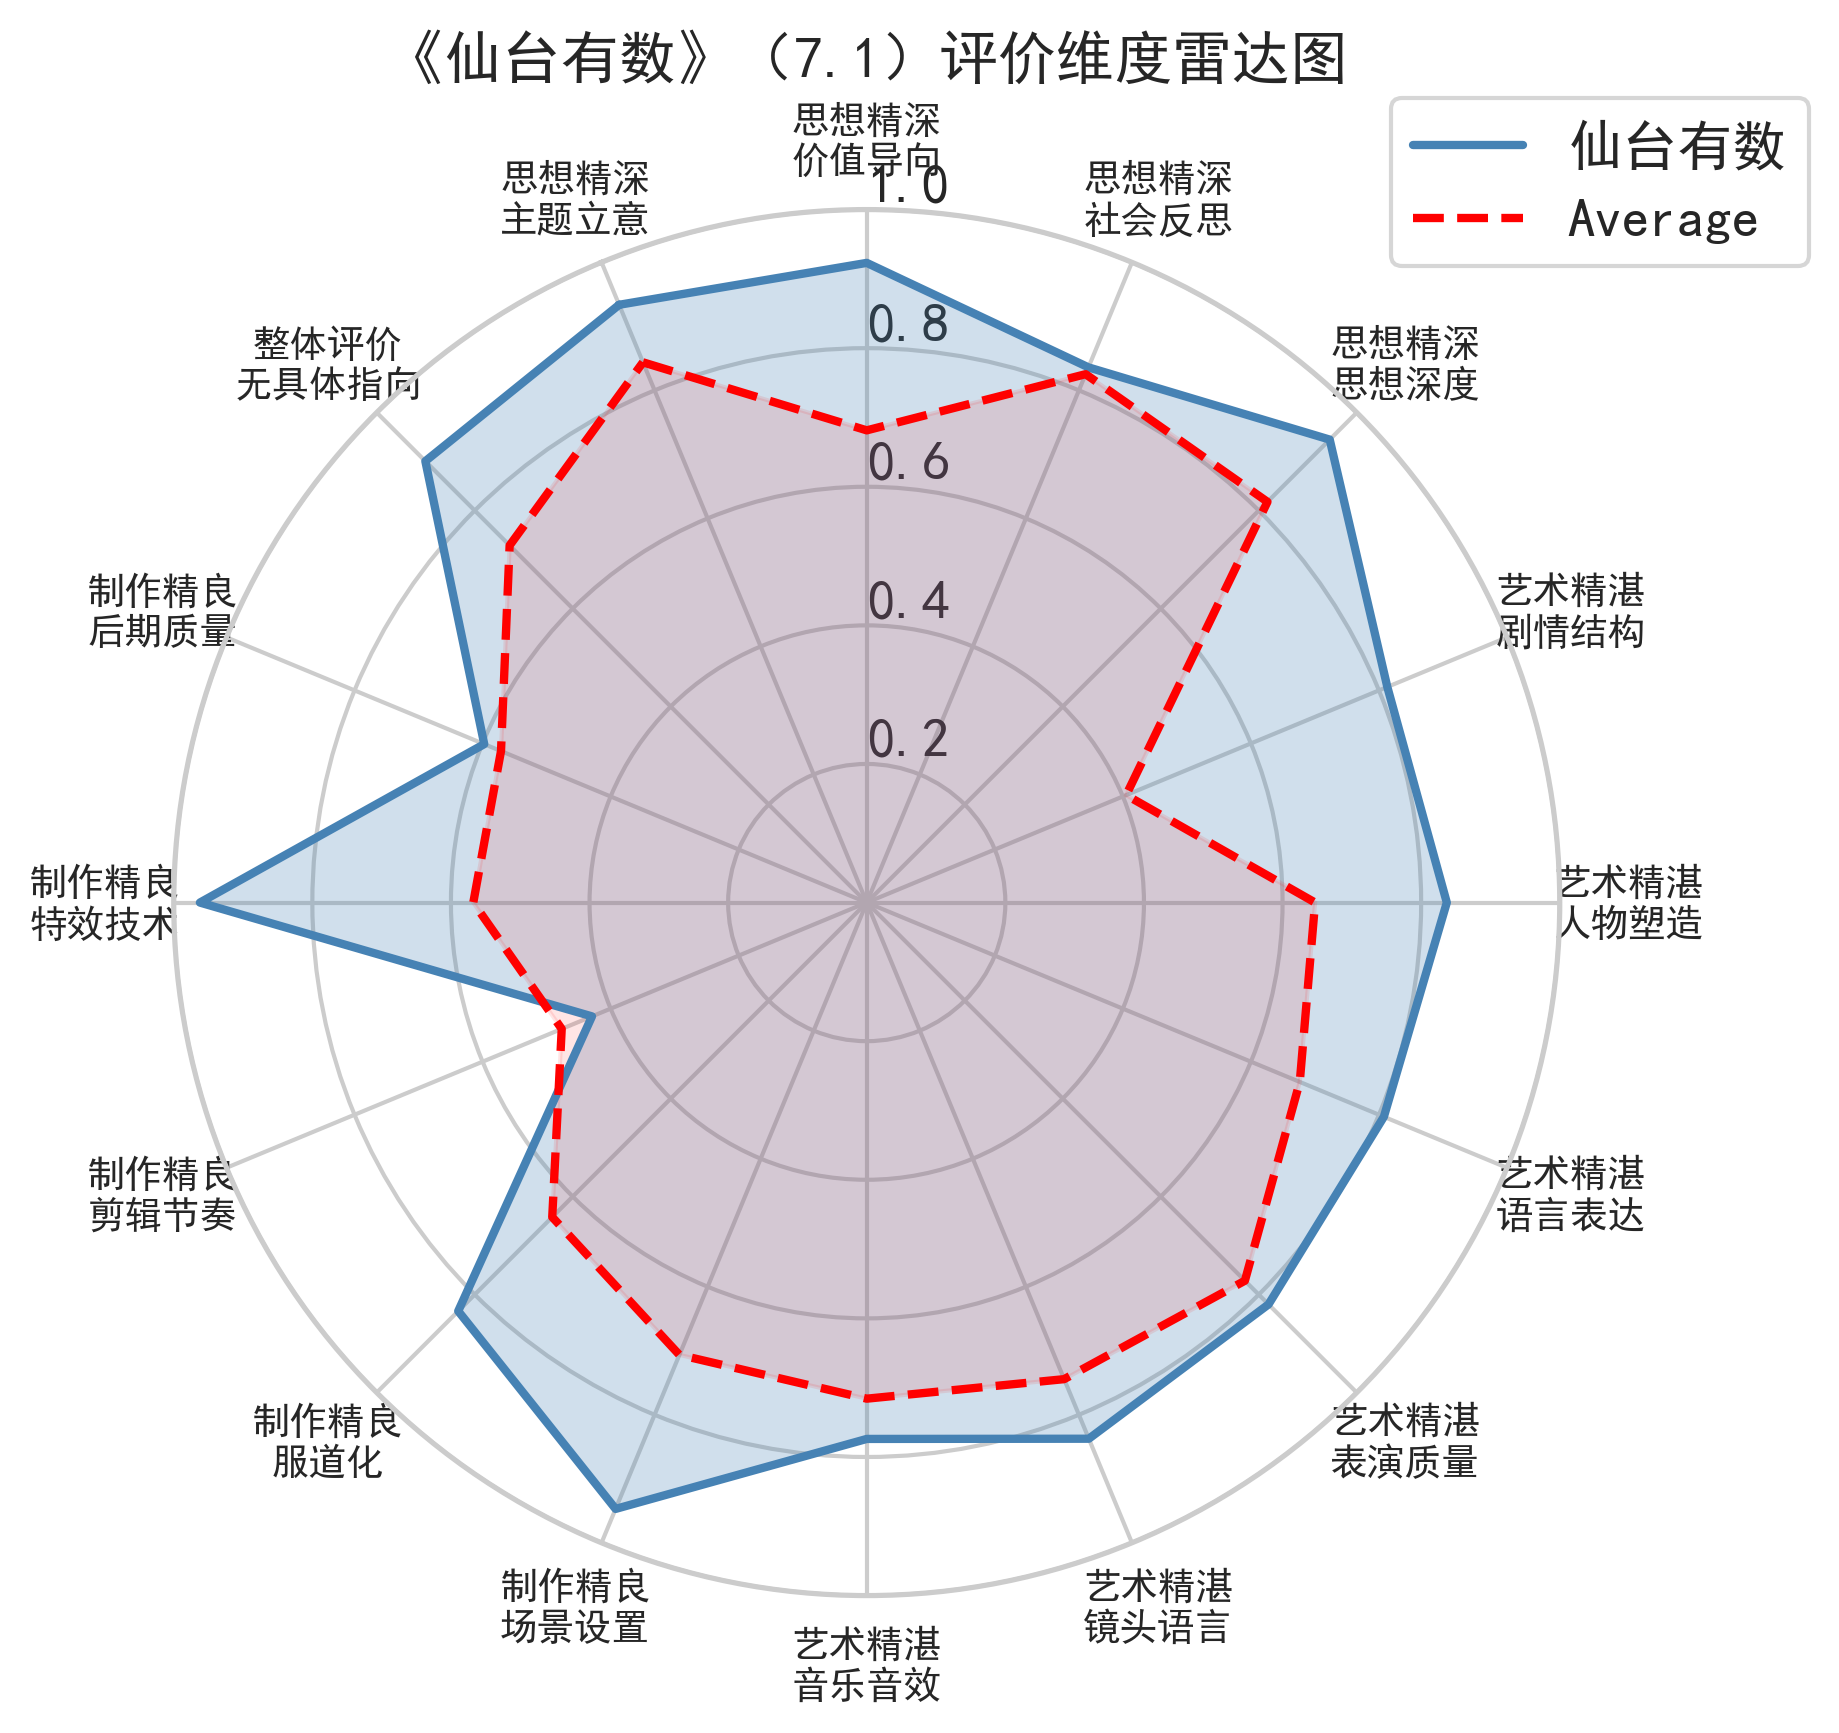 《仙台有数》（7.1）评价维度雷达图
仙台有数
Average
思想精深
价值导向
思想精深
社会反思
思想精深
思想深度
艺术精湛
剧情结构
艺术精湛
人物塑造
艺术精湛
语言表达
艺术精湛
表演质量
艺术精湛
镜头语言
艺术精湛
音乐音效
制作精良
场景设置
制作精良
服道化
制作精良
剪辑节奏
制作精良
特效技术
制作精良
后期质量
整体评价
无具体指向
思想精深
主题立意
1.0
0.8
0.6
0.4
0.2